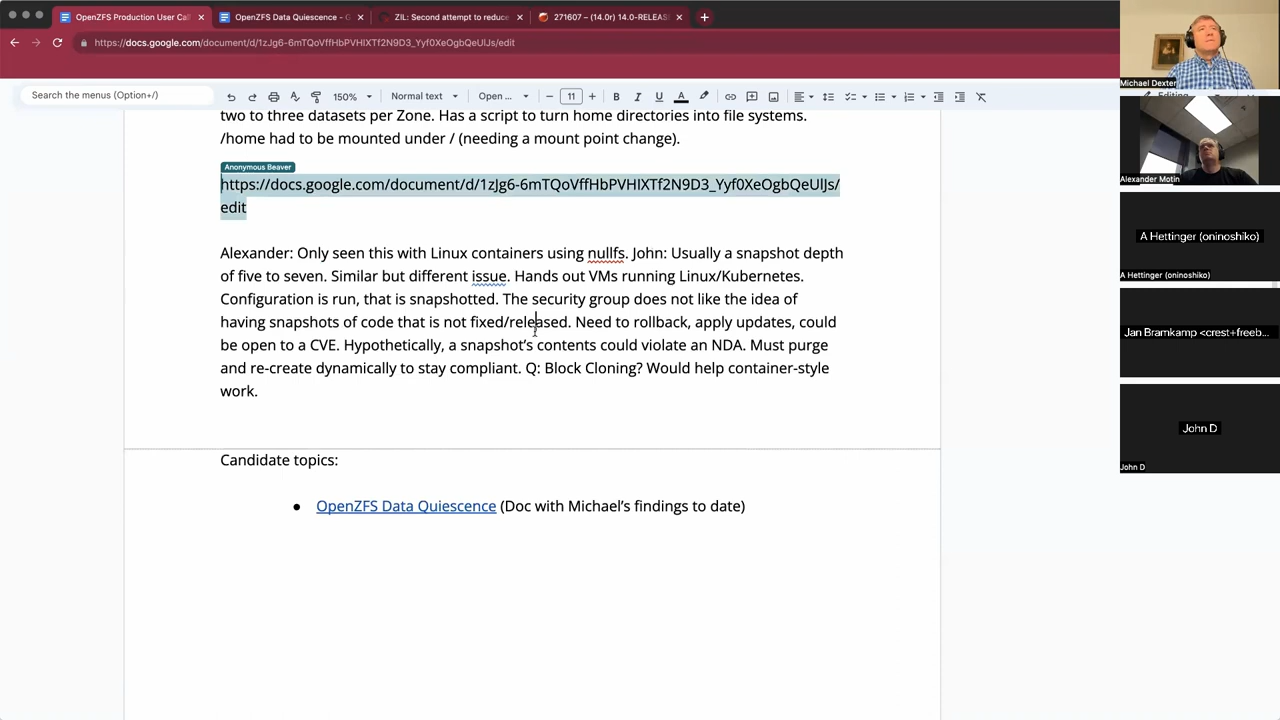 OpenZFS Production User Cal
OpenZFS Data Quiescence - G
ZIL: Second attempt to reduce
271607 – (14.0r) 14.0-RELEAS
https://docs.google.com/document/d/1zJg6-6mTQoVffHbPVHIXTf2N9D3_Yyf0XeOgbQeUlJs/edit
Search the menus (Option+/)
150%
Normal text
Open ...
11
Editing
two to three datasets per Zone. Has a script to turn home directories into file systems.
/home had to be mounted under / (needing a mount point change).
Anonymous Beaver
https://docs.google.com/document/d/1zJg6-6mTQoVffHbPVHIXTf2N9D3_Yyf0XeOgbQeUlJs/
edit
Alexander: Only seen this with Linux containers using nullfs. John: Usually a snapshot depth
of five to seven. Similar but different issue. Hands out VMs running Linux/Kubernetes.
Configuration is run, that is snapshotted. The security group does not like the idea of
having snapshots of code that is not fixed/released. Need to rollback, apply updates, could
be open to a CVE. Hypothetically, a snapshot’s contents could violate an NDA. Must purge
and re-create dynamically to stay compliant. Q: Block Cloning? Would help container-style
work.
Candidate topics:
● OpenZFS Data Quiescence (Doc with Michael’s findings to date)
Michael Dexter
Alexander Motin
A Hettinger (oninoshiko)
A Hettinger (oninoshiko)
Jan Bramkamp <crest+freeb...
John D
John D